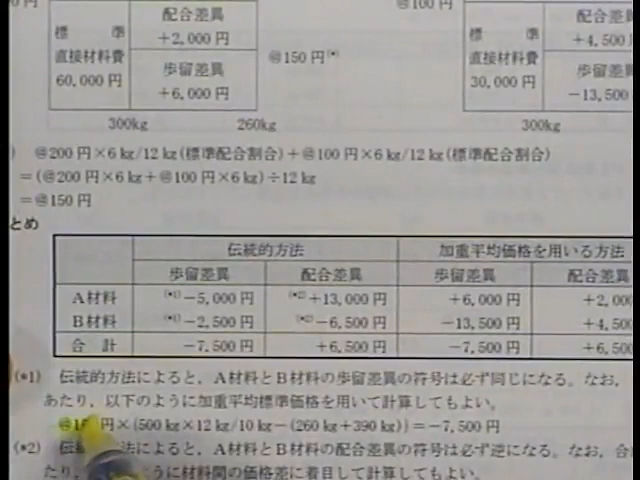 @100円
配合差異
+2,000円
標準
直接材料費
60,000円
歩留差異
+6,000円
@150円(*)
300kg
260kg
配合差異
+4,500
標準
直接材料費
30,000円
歩留差異
-13,500
300kg
) @200円×6kg/12kg(標準配合割合)+@100円×6kg/12kg(標準配合割合)
=(@200円×6kg+@100円×6kg)÷12kg
=@150円
とめ
伝統的方法 加重平均価格を用いる方法
歩留差異 配合差異 歩留差異 配合差異
A材料 (*1)-5,000円 (*2)+13,000円 +6,000円 +2,00
B材料 (*1)-2,500円 (*2)-6,500円 -13,500円 +4,50
合計 -7,500円 +6,500円 -7,500円 +6,50
(*1) 伝統的方法によると,A材料とB材料の歩留差異の符号は必ず同じになる。なお,
あたり,以下のように加重平均標準価格を用いて計算してもよい。
円×{500kg×12kg/10kg-(260kg+390kg)}=-7,500円
(*2) 方法によると,A材料とB材料の配合差異の符号は必ず逆になる。なお,合
たり, うに材料間の価格差に着目して計算してもよい。